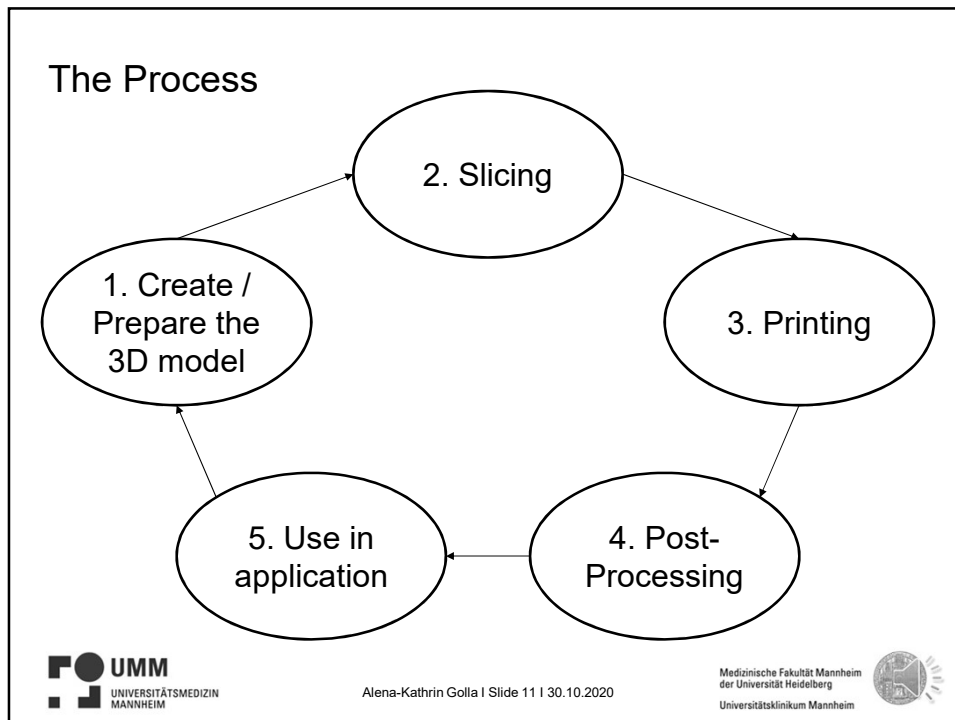 The Process
2. Slicing
1. Create /
Prepare the
3D model
3. Printing
5. Use in
application
4. Post-
Processing
UMM
UNIVERSITÄTSMEDIZIN
MANNHEIM
Alena-Kathrin Golla I Slide 11 I 30.10.2020
Medizinische Fakultät Mannheim
der Universität Heidelberg
Universitätsklinikum Mannheim